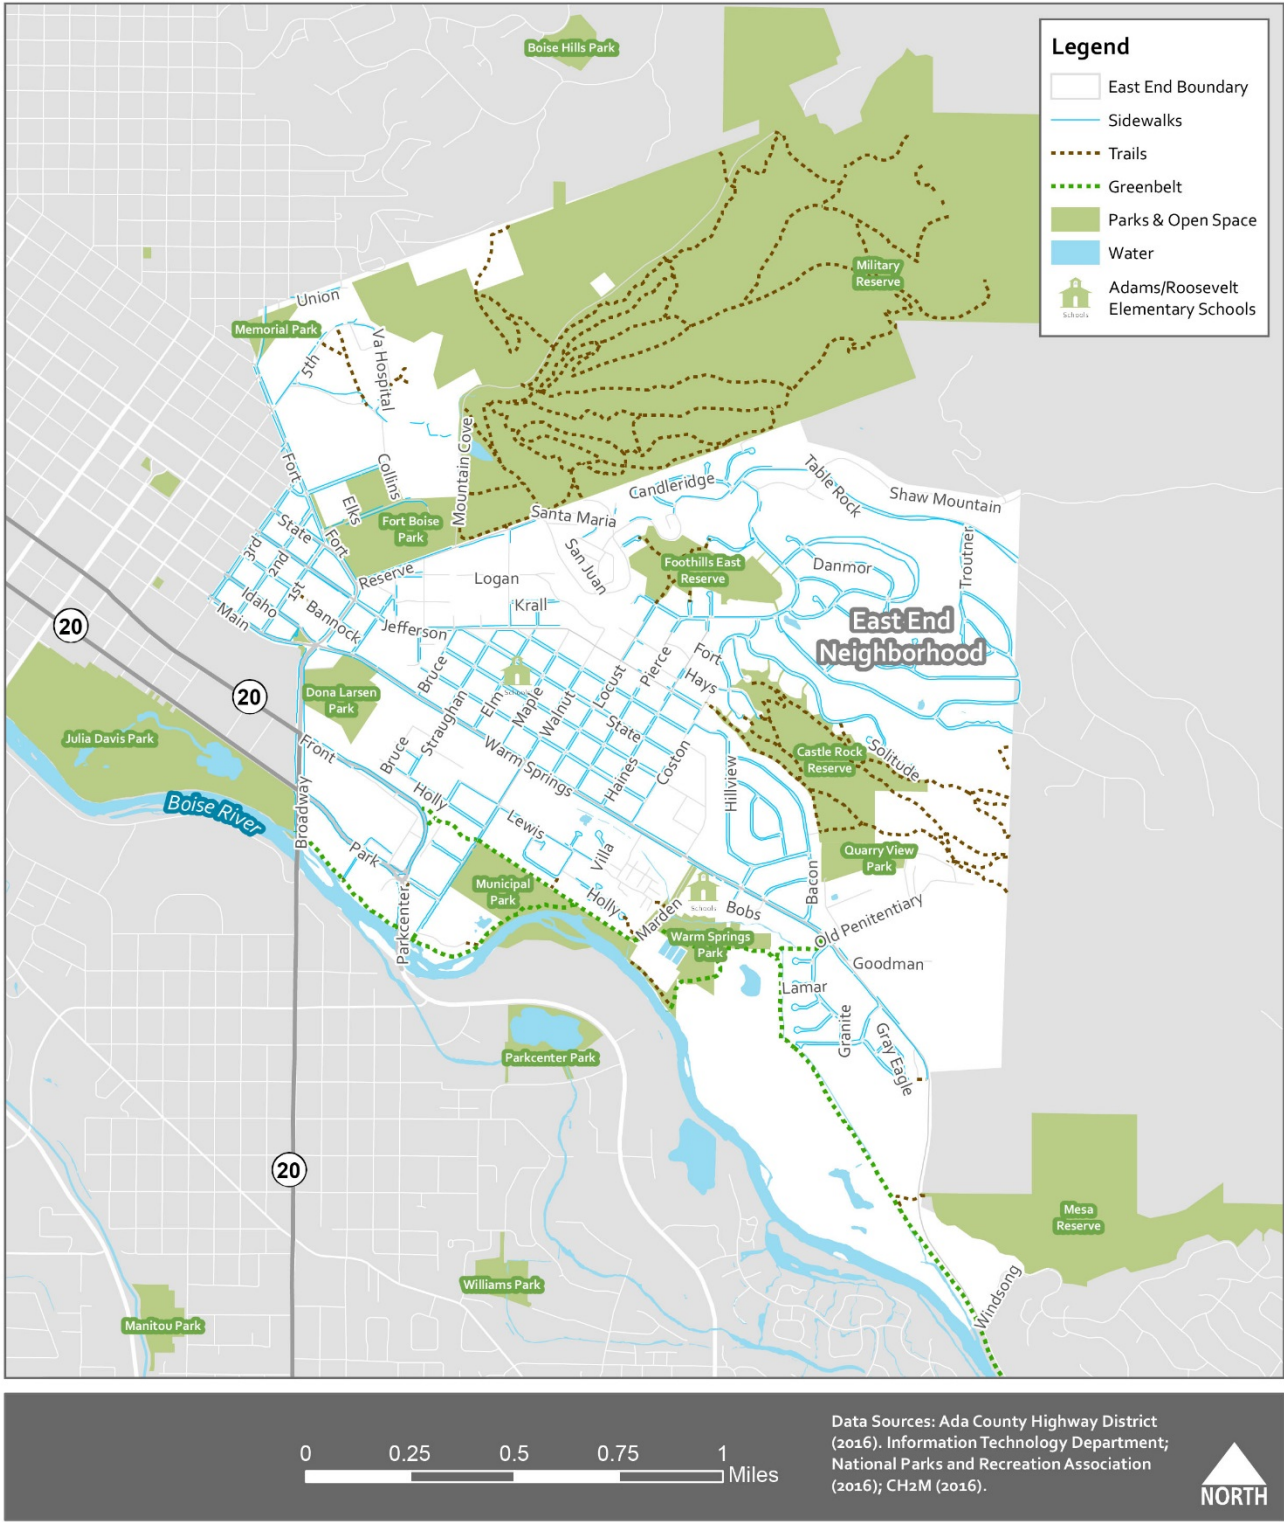 Boise Hills Park
Legend
East End Boundary
Sidewalks
Trails
Greenbelt
Parks & Open Space
Water
Schools
Adams/Roosevelt
Elementary Schools
Military
Reserve
Union
Memorial Park
5th
Va Hospital
Mountain Cove
Fort
Collins
Elks
Fort Boise
Park
Candleridge
Table Rock
Shaw Mountain
Santa Maria
San Juan
State
3rd
2nd
1st
Fort
Reserve
Logan
Krall
Foothills East
Reserve
Danmor
Troutner
Idaho
Main
Bannock
Jefferson
East End
Neighborhood
20
20
Dona Larsen
Park
Bruce
Straughan
Elm
Maple
Walnut
Locust
Pierce
Fort
Hays
State
Schools
Julia Davis Park
Boise River
Front
Bruce
Warm Springs
Haines
Coston
Hillview
Castle Rock
Reserve
Solitude
Broadway
Holly
Lewis
Park
Villa
Quarry View
Park
Municipal
Park
Parkcenter
Holly
Marden
Schools
Bobs
Bacon
Old Penitentiary
Warm Springs
Park
Goodman
Lamar
Granite
Gray Eagle
Parkcenter Park
20
Mesa
Reserve
Williams Park
Manitou Park
Windsong
0 0.25 0.5 0.75 1
Miles
Data Sources: Ada County Highway District
(2016). Information Technology Department;
National Parks and Recreation Association
(2016); CH2M (2016).
NORTH